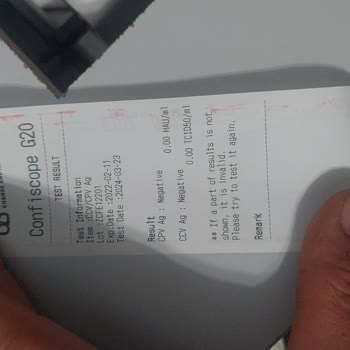 Confiscope G20
TEST RESULT
Test Information
Item :CCV/CPV Ag
Lot :ZCFE12201
Exp Date :2022-02-11
Test Date :2024-03-23
Result
CPV Ag : Negative
0.00 HAU/ml
CCV Ag : Negative
0.00 TCID50/ml
** If a part of results is not
shown, it is invalid.
Please try to test it again.
Remark